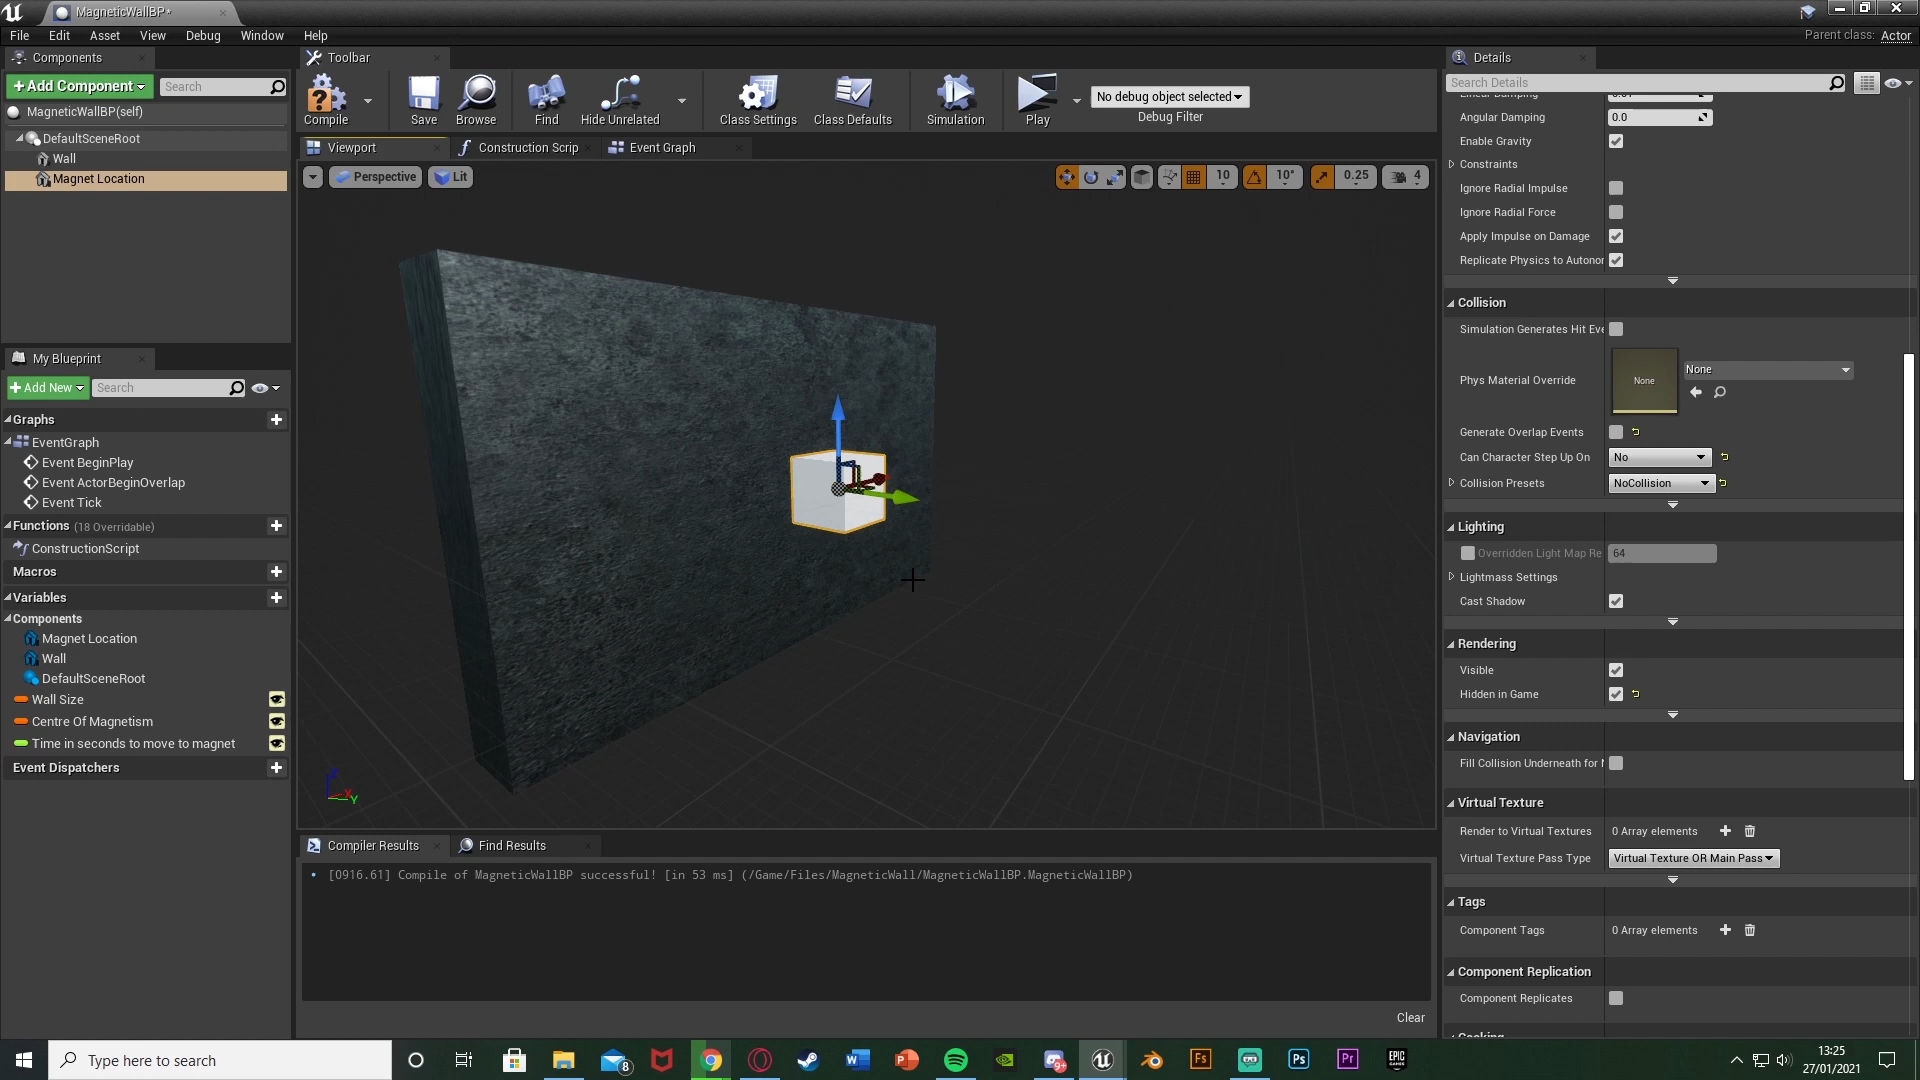 MagneticWallBP*
File Edit Asset View Debug Window Help
Parent class: Actor
Components
Add Component
Search
MagneticWallBP(self)
DefaultSceneRoot
Wall
Magnet Location
My Blueprint
Add New
Search
Graphs
EventGraph
Event BeginPlay
Event ActorBeginOverlap
Event Tick
Functions (18 Overridable)
ConstructionScript
Macros
Variables
Components
Magnet Location
Wall
DefaultSceneRoot
Wall Size
Centre Of Magnetism
Time in seconds to move to magnet
Event Dispatchers
Toolbar
Compile Save Browse Find Hide Unrelated Class Settings Class Defaults Simulation Play
No debug object selected
Debug Filter
Viewport Construction Scrip Event Graph
Perspective Lit 10 10° 0.25 4
Z
X
Y
Compiler Results Find Results
• [0916.61] Compile of MagneticWallBP successful! [in 53 ms] (/Game/Files/MagneticWall/MagneticWallBP.MagneticWallBP)
Clear
Details
Search Details
Angular Damping 0.0
Enable Gravity
Constraints
Ignore Radial Impulse
Ignore Radial Force
Apply Impulse on Damage
Replicate Physics to Autonor
Collision
Simulation Generates Hit Eve
Phys Material Override None None
Generate Overlap Events
Can Character Step Up On No
Collision Presets NoCollision
Lighting
Overridden Light Map Re 64
Lightmass Settings
Cast Shadow
Rendering
Visible
Hidden in Game
Navigation
Fill Collision Underneath for
Virtual Texture
Render to Virtual Textures 0 Array elements
Virtual Texture Pass Type Virtual Texture OR Main Pass
Tags
Component Tags 0 Array elements
Component Replication
Component Replicates
Type here to search
8
W
P
9+
Fs
Ps
Pr
EPIC GAMES
13:25
27/01/2021